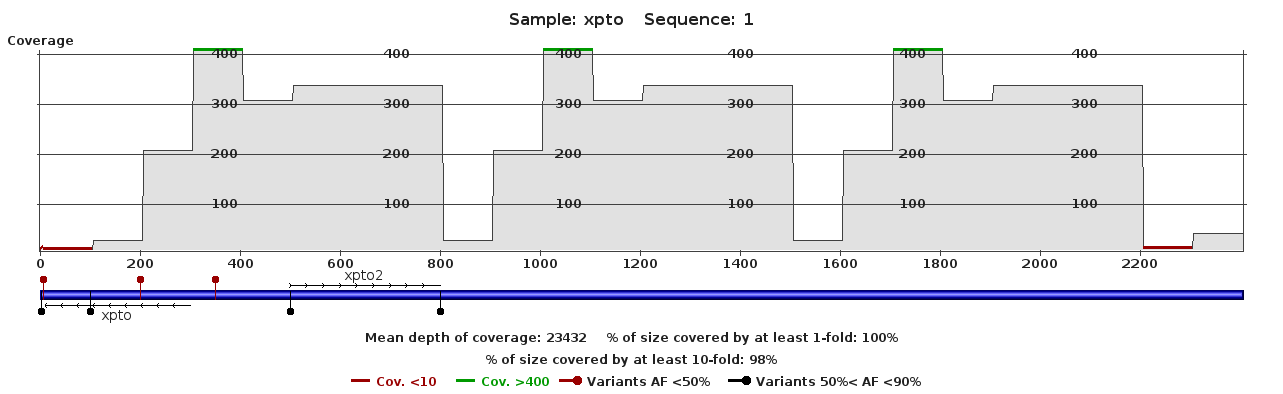 Sample: xpto Sequence: 1
Coverage
400 400 400 400 400 400
300 300 300 300 300 300
200 200 200 200 200 200
100 100 100 100 100 100
0 200 400 600 800 1000 1200 1400 1600 1800 2000 2200
xpto2
xpto
Mean depth of coverage: 23432 % of size covered by at least 1-fold: 100%
% of size covered by at least 10-fold: 98%
Cov. <10 Cov. >400 Variants AF <50% Variants 50%< AF <90%